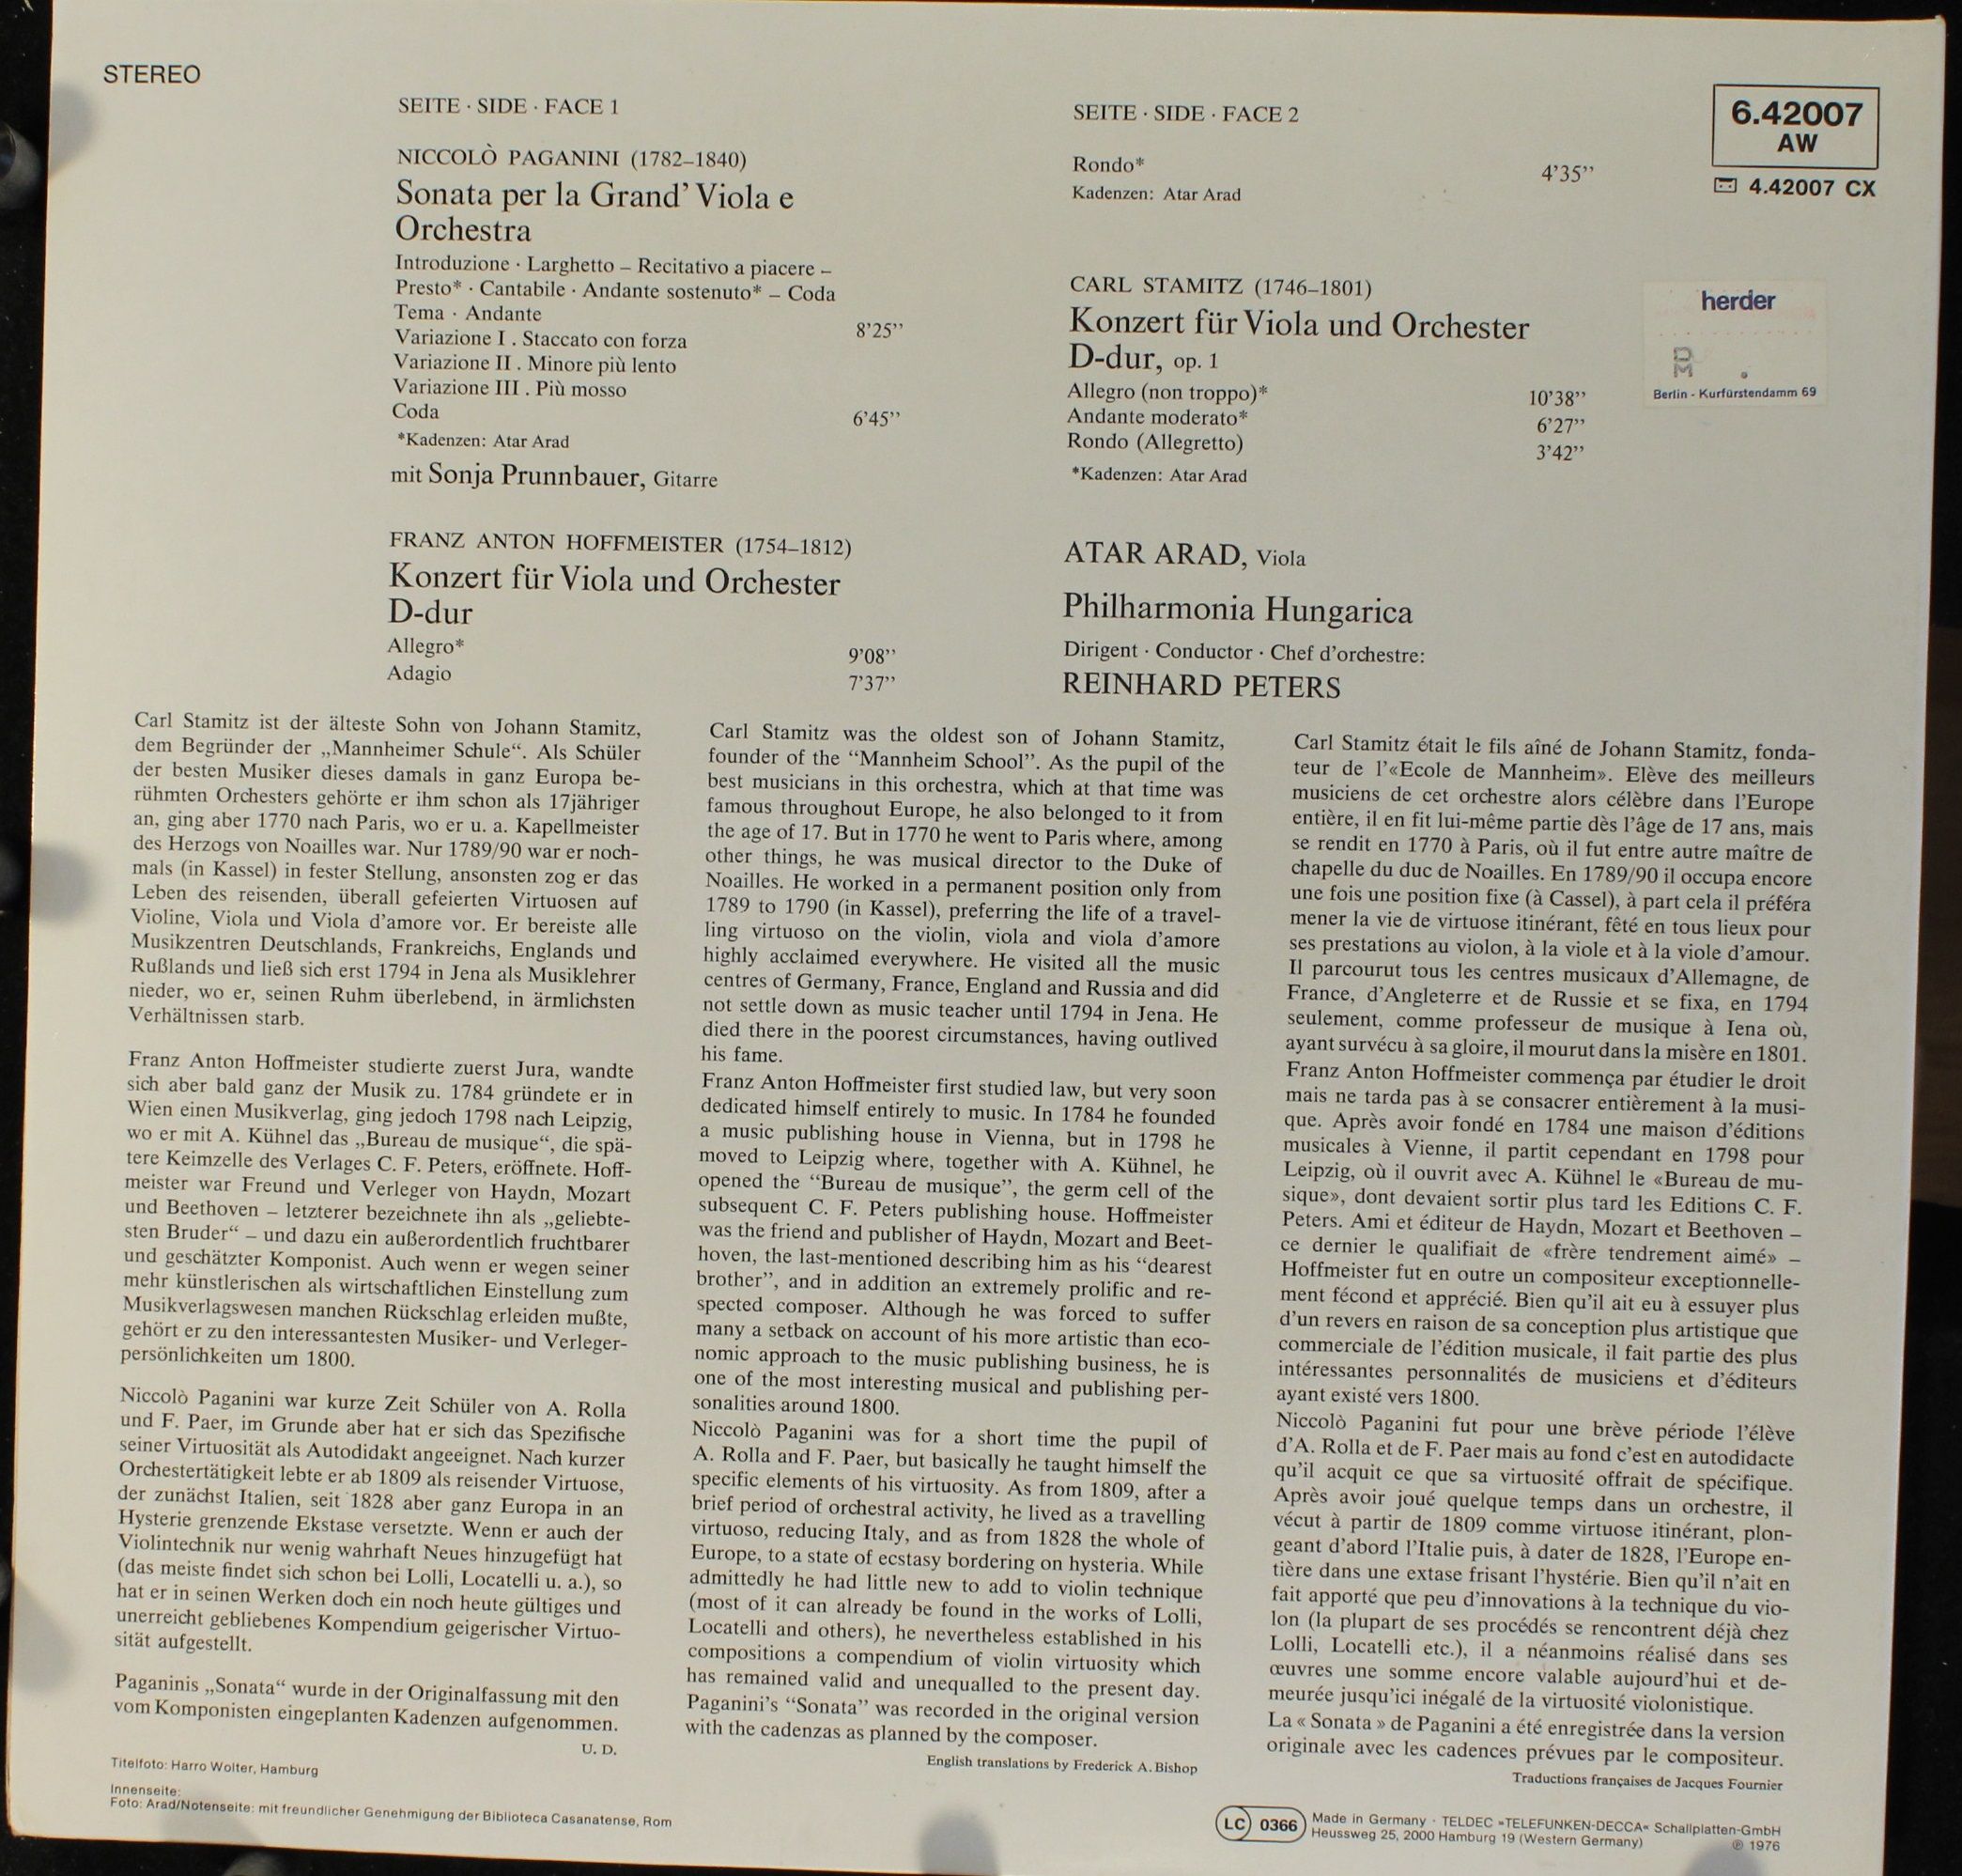 STEREO
SEITE · SIDE · FACE 1
NICCOLÒ PAGANINI (1782–1840)
Sonata per la Grand’ Viola e
Orchestra
Introduzione · Larghetto – Recitativo a piacere –
Presto* · Cantabile · Andante sostenuto* – Coda
Tema · Andante
8’25’’
Variazione I . Staccato con forza
Variazione II . Minore più lento
Variazione III . Più mosso
Coda 6’45’’
*Kadenzen: Atar Arad
mit Sonja Prunnbauer, Gitarre
FRANZ ANTON HOFFMEISTER (1754–1812)
Konzert für Viola und Orchester
D-dur
Allegro* 9’08’’
Adagio 7’37’’
SEITE · SIDE · FACE 2
Rondo* 4’35’’
Kadenzen: Atar Arad
CARL STAMITZ (1746–1801)
Konzert für Viola und Orchester
D-dur, op. 1
Allegro (non troppo)* 10’38’’
Andante moderato* 6’27’’
Rondo (Allegretto) 3’42’’
*Kadenzen: Atar Arad
ATAR ARAD, Viola
Philharmonia Hungarica
Dirigent · Conductor · Chef d’orchestre:
REINHARD PETERS
6.42007
AW
4.42007 CX
herder
DM
Berlin - Kurfürstendamm 69
Carl Stamitz ist der älteste Sohn von Johann Stamitz,
dem Begründer der „Mannheimer Schule“. Als Schüler
der besten Musiker dieses damals in ganz Europa be-
rühmten Orchesters gehörte er ihm schon als 17jähriger
an, ging aber 1770 nach Paris, wo er u. a. Kapellmeister
des Herzogs von Noailles war. Nur 1789/90 war er noch-
mals (in Kassel) in fester Stellung, ansonsten zog er das
Leben des reisenden, überall gefeierten Virtuosen auf
Violine, Viola und Viola d’amore vor. Er bereiste alle
Musikzentren Deutschlands, Frankreichs, Englands und
Rußlands und ließ sich erst 1794 in Jena als Musiklehrer
nieder, wo er, seinen Ruhm überlebend, in ärmlichsten
Verhältnissen starb.
Franz Anton Hoffmeister studierte zuerst Jura, wandte
sich aber bald ganz der Musik zu. 1784 gründete er in
Wien einen Musikverlag, ging jedoch 1798 nach Leipzig,
wo er mit A. Kühnel das „Bureau de musique“, die spä-
tere Keimzelle des Verlages C. F. Peters, eröffnete. Hoff-
meister war Freund und Verleger von Haydn, Mozart
und Beethoven – letzterer bezeichnete ihn als „geliebte-
sten Bruder“ – und dazu ein außerordentlich fruchtbarer
und geschätzter Komponist. Auch wenn er wegen seiner
mehr künstlerischen als wirtschaftlichen Einstellung zum
Musikverlagswesen manchen Rückschlag erleiden mußte,
gehört er zu den interessantesten Musiker- und Verleger-
persönlichkeiten um 1800.
Niccolò Paganini war kurze Zeit Schüler von A. Rolla
und F. Paer, im Grunde aber hat er sich das Spezifische
seiner Virtuosität als Autodidakt angeeignet. Nach kurzer
Orchestertätigkeit lebte er ab 1809 als reisender Virtuose,
der zunächst Italien, seit 1828 aber ganz Europa in an
Hysterie grenzende Ekstase versetzte. Wenn er auch der
Violintechnik nur wenig wahrhaft Neues hinzugefügt hat
(das meiste findet sich schon bei Lolli, Locatelli u. a.), so
hat er in seinen Werken doch ein noch heute gültiges und
unerreicht gebliebenes Kompendium geigerischer Virtuo-
sität aufgestellt.
Paganinis „Sonata“ wurde in der Originalfassung mit den
vom Komponisten eingeplanten Kadenzen aufgenommen.
U. D.
Titelfoto: Harro Wolter, Hamburg
Innenseite:
Foto: Arad/Notenseite: mit freundlicher Genehmigung der Biblioteca Casanatense, Rom
Carl Stamitz was the oldest son of Johann Stamitz,
founder of the “Mannheim School”. As the pupil of the
best musicians in this orchestra, which at that time was
famous throughout Europe, he also belonged to it from
the age of 17. But in 1770 he went to Paris where, among
other things, he was musical director to the Duke of
Noailles. He worked in a permanent position only from
1789 to 1790 (in Kassel), preferring the life of a travel-
ling virtuoso on the violin, viola and viola d’amore
highly acclaimed everywhere. He visited all the music
centres of Germany, France, England and Russia and did
not settle down as music teacher until 1794 in Jena. He
died there in the poorest circumstances, having outlived
his fame.
Franz Anton Hoffmeister first studied law, but very soon
dedicated himself entirely to music. In 1784 he founded
a music publishing house in Vienna, but in 1798 he
moved to Leipzig where, together with A. Kühnel, he
opened the “Bureau de musique”, the germ cell of the
subsequent C. F. Peters publishing house. Hoffmeister
was the friend and publisher of Haydn, Mozart and Beet-
hoven, the last-mentioned describing him as his “dearest
brother”, and in addition an extremely prolific and re-
spected composer. Although he was forced to suffer
many a setback on account of his more artistic than eco-
nomic approach to the music publishing business, he is
one of the most interesting musical and publishing per-
sonalities around 1800.
Niccolò Paganini was for a short time the pupil of
A. Rolla and F. Paer, but basically he taught himself the
specific elements of his virtuosity. As from 1809, after a
brief period of orchestral activity, he lived as a travelling
virtuoso, reducing Italy, and as from 1828 the whole of
Europe, to a state of ecstasy bordering on hysteria. While
admittedly he had little new to add to violin technique
(most of it can already be found in the works of Lolli,
Locatelli and others), he nevertheless established in his
compositions a compendium of violin virtuosity which
has remained valid and unequalled to the present day.
Paganini’s “Sonata” was recorded in the original version
with the cadenzas as planned by the composer.
English translations by Frederick A. Bishop
Carl Stamitz était le fils aîné de Johann Stamitz, fonda-
teur de l’«Ecole de Mannheim». Elève des meilleurs
musiciens de cet orchestre alors célèbre dans l’Europe
entière, il en fit lui-même partie dès l’âge de 17 ans, mais
se rendit en 1770 à Paris, où il fut entre autre maître de
chapelle du duc de Noailles. En 1789/90 il occupa encore
une fois une position fixe (à Cassel), à part cela il préféra
mener la vie de virtuose itinérant, fêté en tous lieux pour
ses prestations au violon, à la viole et à la viole d’amour.
Il parcourut tous les centres musicaux d’Allemagne, de
France, d’Angleterre et de Russie et se fixa, en 1794
seulement, comme professeur de musique à Iena où,
ayant survécu à sa gloire, il mourut dans la misère en 1801.
Franz Anton Hoffmeister commença par étudier le droit
mais ne tarda pas à se consacrer entièrement à la musi-
que. Après avoir fondé en 1784 une maison d’éditions
musicales à Vienne, il partit cependant en 1798 pour
Leipzig, où il ouvrit avec A. Kühnel le «Bureau de mu-
sique», dont devaient sortir plus tard les Editions C. F.
Peters. Ami et éditeur de Haydn, Mozart et Beethoven –
ce dernier le qualifiait de «frère tendrement aimé» –
Hoffmeister fut en outre un compositeur exceptionnelle-
ment fécond et apprécié. Bien qu’il ait eu à essuyer plus
d’un revers en raison de sa conception plus artistique que
commerciale de l’édition musicale, il fait partie des plus
intéressantes personnalités de musiciens et d’éditeurs
ayant existé vers 1800.
Niccolò Paganini fut pour une brève période l’élève
d’A. Rolla et de F. Paer mais au fond c’est en autodidacte
qu’il acquit ce que sa virtuosité offrait de spécifique.
Après avoir joué quelque temps dans un orchestre, il
vécut à partir de 1809 comme virtuose itinérant, plon-
geant d’abord l’Italie puis, à dater de 1828, l’Europe en-
tière dans une extase frisant l’hystérie. Bien qu’il n’ait en
fait apporté que peu d’innovations à la technique du vio-
lon (la plupart de ses procédés se rencontrent déjà chez
Lolli, Locatelli etc.), il a néanmoins réalisé dans ses
œuvres une somme encore valable aujourd’hui et de-
meurée jusqu’ici inégalé de la virtuosité violonistique.
La « Sonata » de Paganini a été enregistrée dans la version
originale avec les cadences prévues par le compositeur.
Traductions françaises de Jacques Fournier
LC 0366
Made in Germany · TELDEC »TELEFUNKEN-DECCA« Schallplatten-GmbH
Heussweg 25, 2000 Hamburg 19 (Western Germany) ℗ 1976